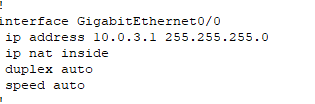 !
interface GigabitEthernet0/0
 ip address 10.0.3.1 255.255.255.0
 ip nat inside
 duplex auto
 speed auto
!